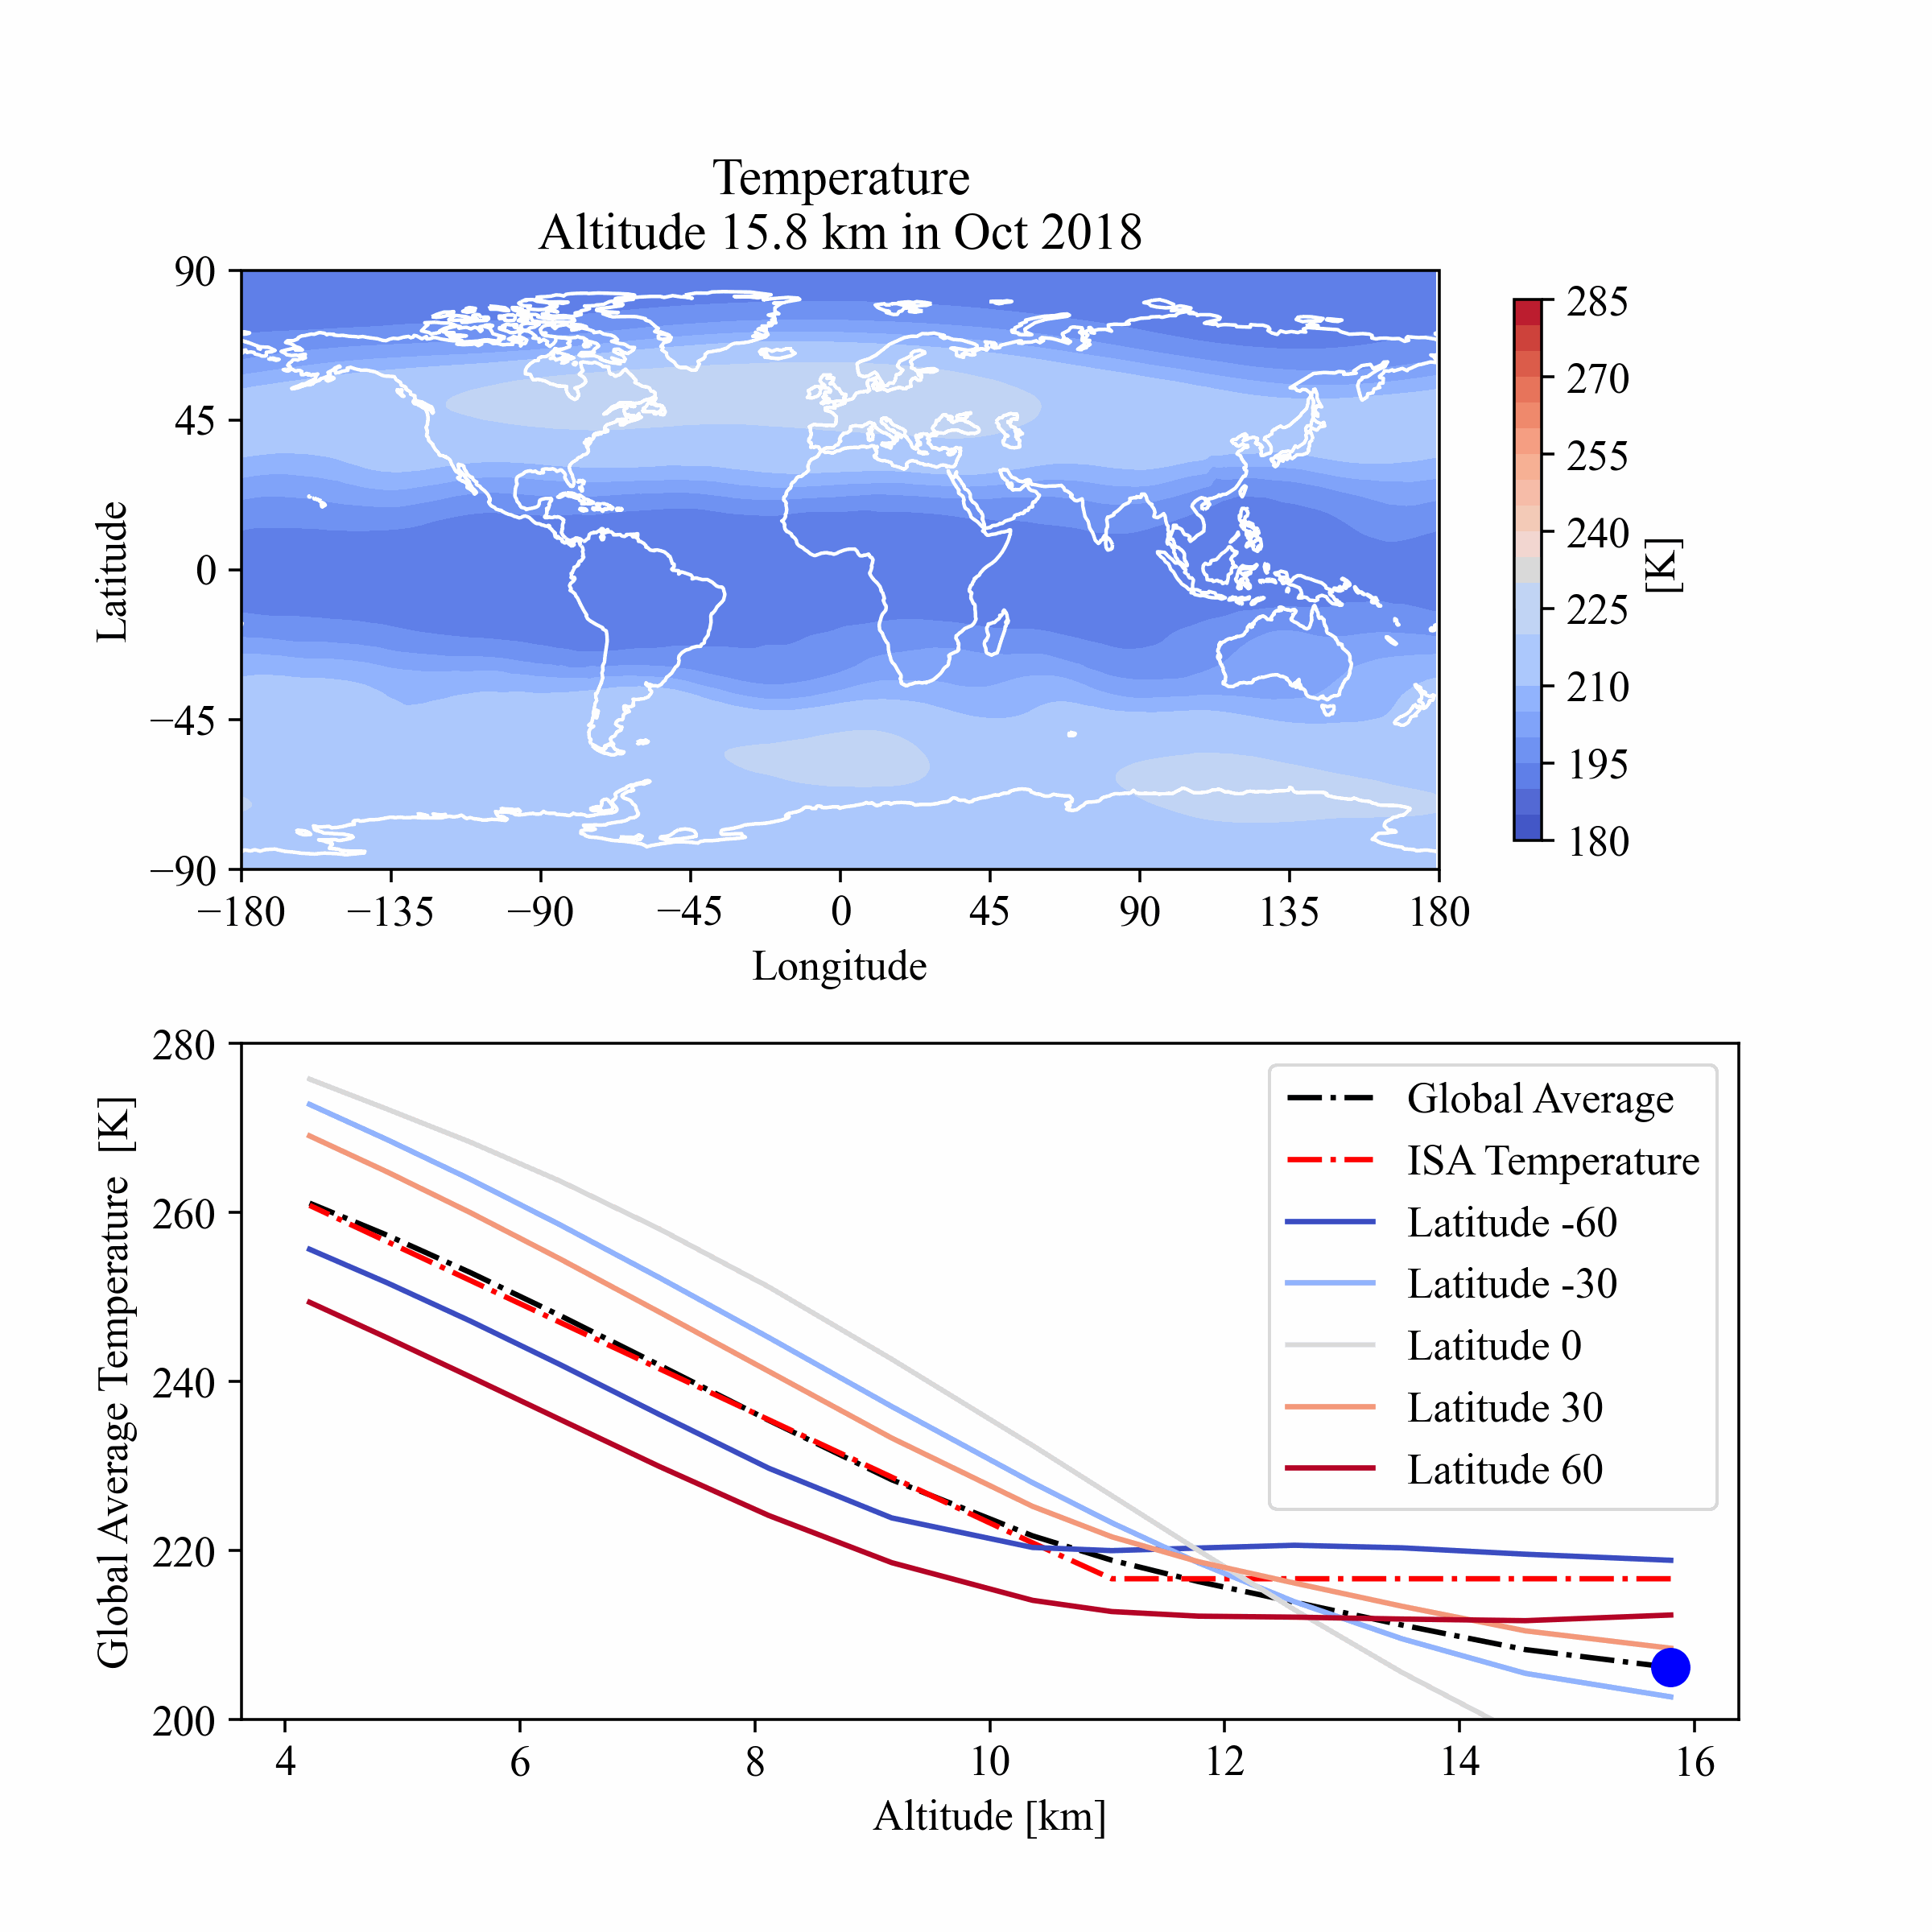 Temperature
Altitude 15.8 km in Oct 2018
90
45
0
−45
−90
Latitude
−180
−135
−90
−45
0
45
90
135
180
Longitude
285
270
255
240
225
210
195
180
[K]
280
260
240
220
200
Global Average Temperature [K]
Global Average
ISA Temperature
Latitude -60
Latitude -30
Latitude 0
Latitude 30
Latitude 60
4
6
8
10
12
14
16
Altitude [km]